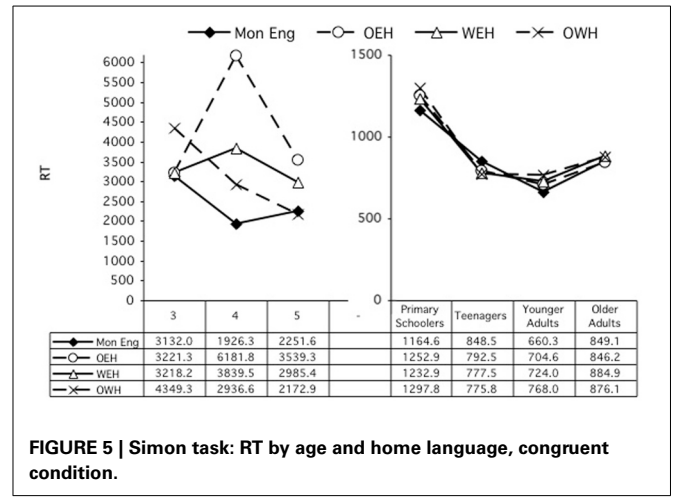 Mon Eng OEH WEH OWH
RT
6000
5500
5000
4500
4000
3500
3000
2500
2000
1500
1000
500
0
1500
1000
500
0
3 4 5 - Primary Schoolers Teenagers Younger Adults Older Adults
Mon Eng 3132.0 1926.3 2251.6 1164.6 848.5 660.3 849.1
OEH 3221.3 6181.8 3539.3 1252.9 792.5 704.6 846.2
WEH 3218.2 3839.5 2985.4 1232.9 777.5 724.0 884.9
OWH 4349.3 2936.6 2172.9 1297.8 775.8 768.0 876.1
FIGURE 5 | Simon task: RT by age and home language, congruent
condition.